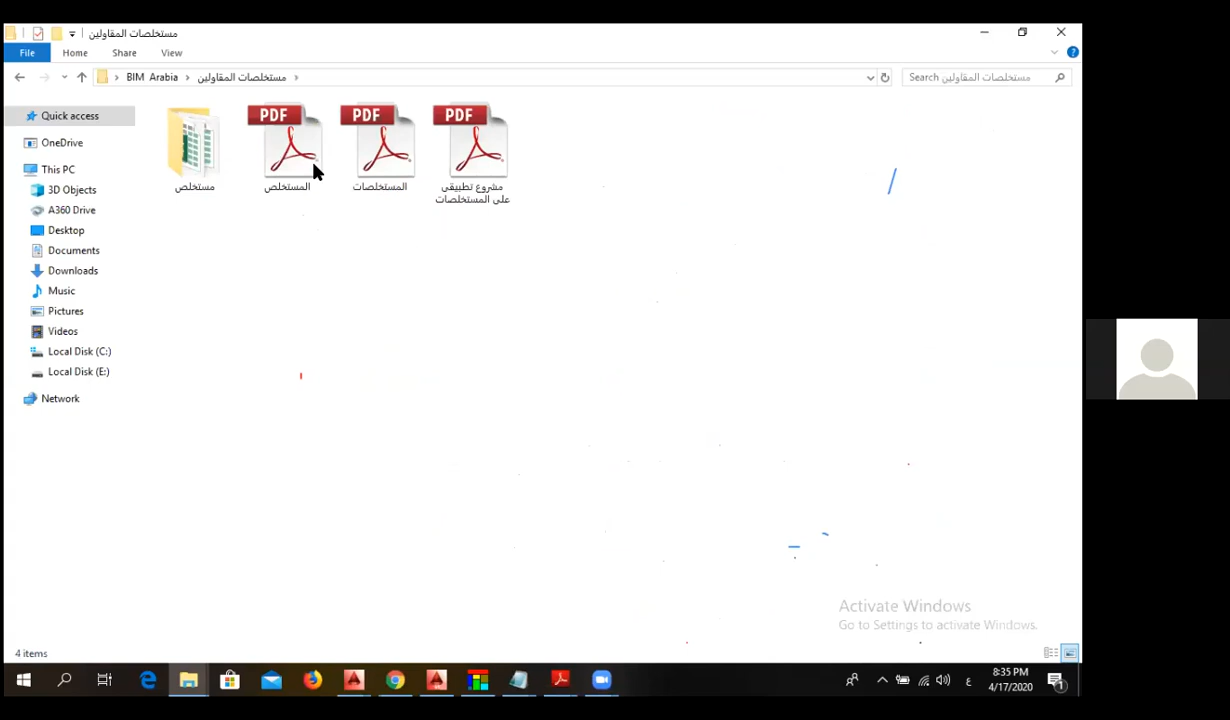 مستخلصات المقاولين
File Home Share View
BIM Arabia › مستخلصات المقاولين ›
Search مستخلصات المقاولين
Quick access
OneDrive
This PC
3D Objects
A360 Drive
Desktop
Documents
Downloads
Music
Pictures
Videos
Local Disk (C:)
Local Disk (E:)
Network
مستخلص
PDF
المستخلص
PDF
المستخلصات
PDF
مشروع تطبيقى
على المستخلصات
Activate Windows
Go to Settings to activate Windows.
4 items
ع
8:35 PM
4/17/2020
1